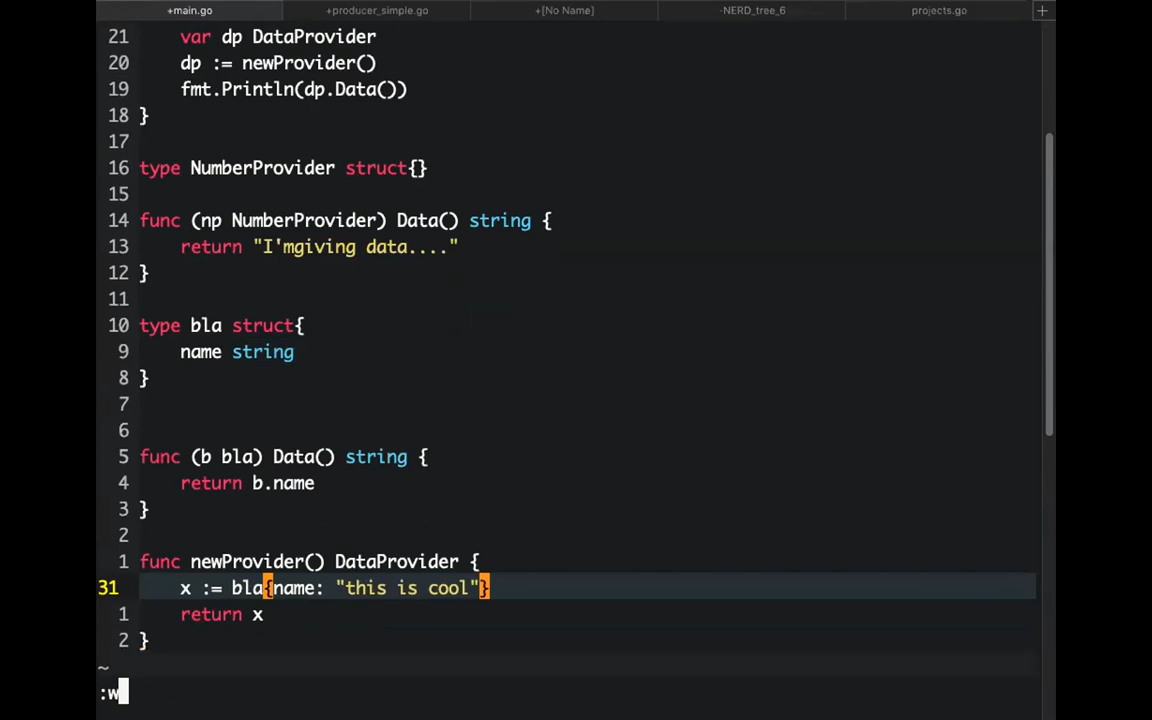 +main.go +producer_simple.go +[No Name] -NERD_tree_6 projects.go +
21 var dp DataProvider
20 dp := newProvider()
19 fmt.Println(dp.Data())
18 }
17
16 type NumberProvider struct{}
15
14 func (np NumberProvider) Data() string {
13 return "I'mgiving data...."
12 }
11
10 type bla struct{
9 name string
8 }
7
6
5 func (b bla) Data() string {
4 return b.name
3 }
2
1 func newProvider() DataProvider {
31 x := bla{name: "this is cool"}
1 return x
2 }
~
:w